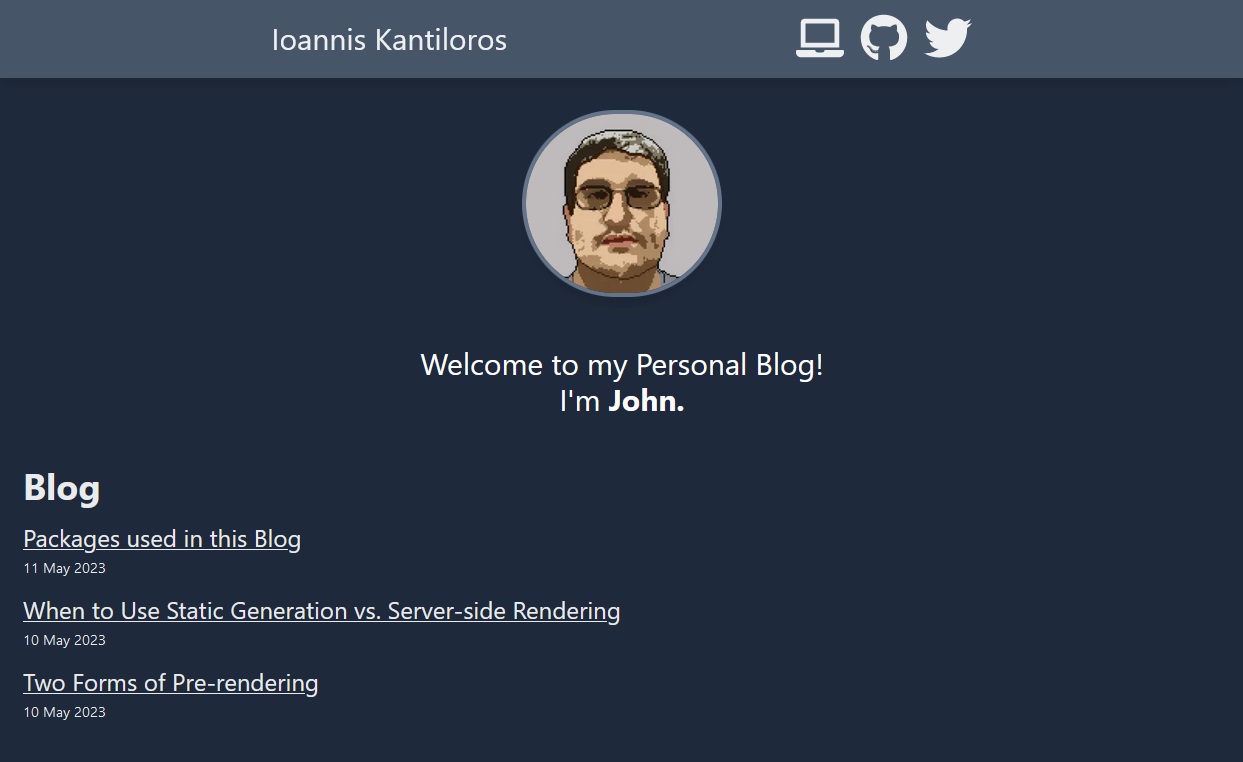 Ioannis Kantiloros
Welcome to my Personal Blog!
I'm John.
Blog
Packages used in this Blog
11 May 2023
When to Use Static Generation vs. Server-side Rendering
10 May 2023
Two Forms of Pre-rendering
10 May 2023